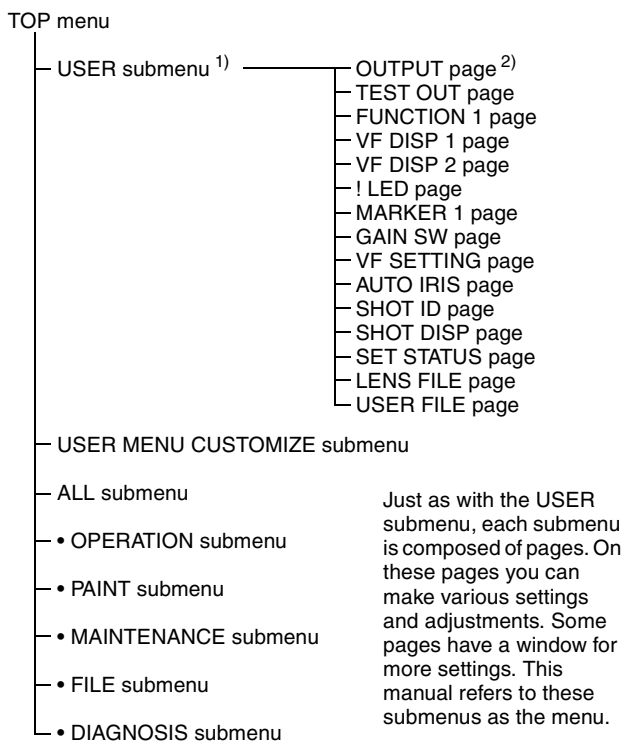 TOP menu
USER submenu 1)
OUTPUT page 2)
TEST OUT page
FUNCTION 1 page
VF DISP 1 page
VF DISP 2 page
! LED page
MARKER 1 page
GAIN SW page
VF SETTING page
AUTO IRIS page
SHOT ID page
SHOT DISP page
SET STATUS page
LENS FILE page
USER FILE page
USER MENU CUSTOMIZE submenu
ALL submenu
• OPERATION submenu
• PAINT submenu
• MAINTENANCE submenu
• FILE submenu
• DIAGNOSIS submenu
Just as with the USER
submenu, each submenu
is composed of pages. On
these pages you can
make various settings
and adjustments. Some
pages have a window for
more settings. This
manual refers to these
submenus as the menu.